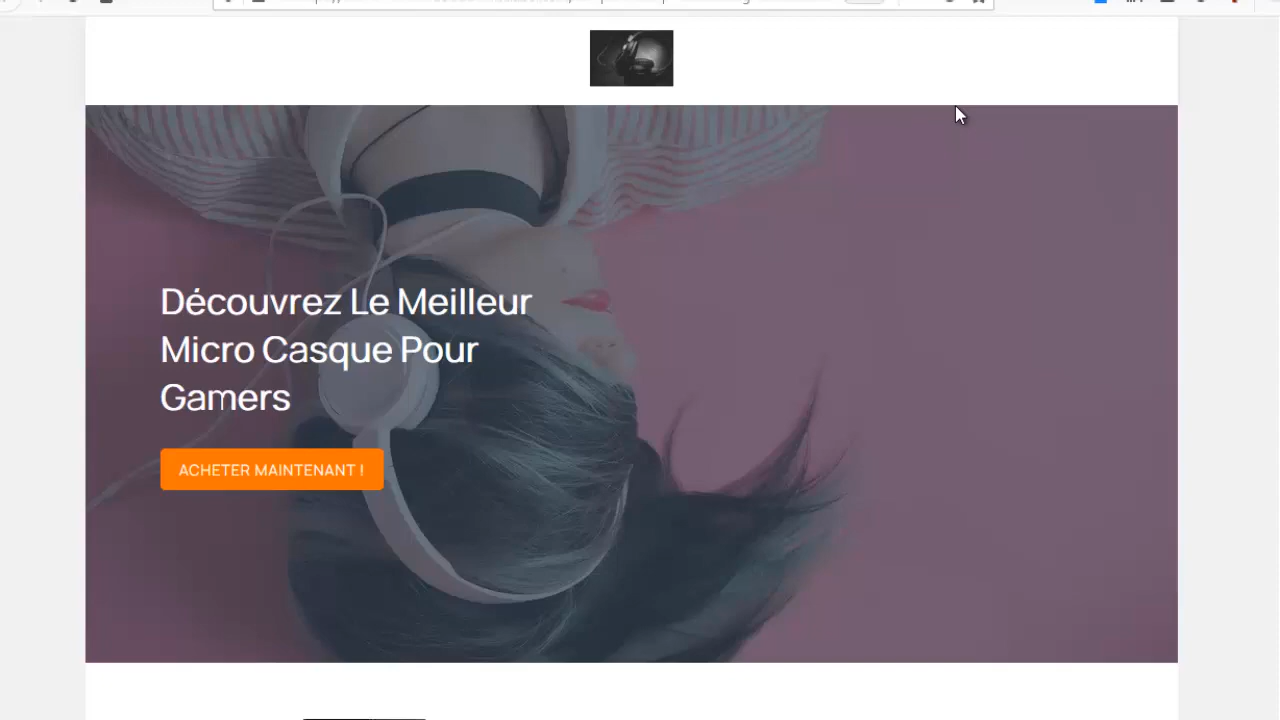 Découvrez Le Meilleur
Micro Casque Pour
Gamers
ACHETER MAINTENANT !